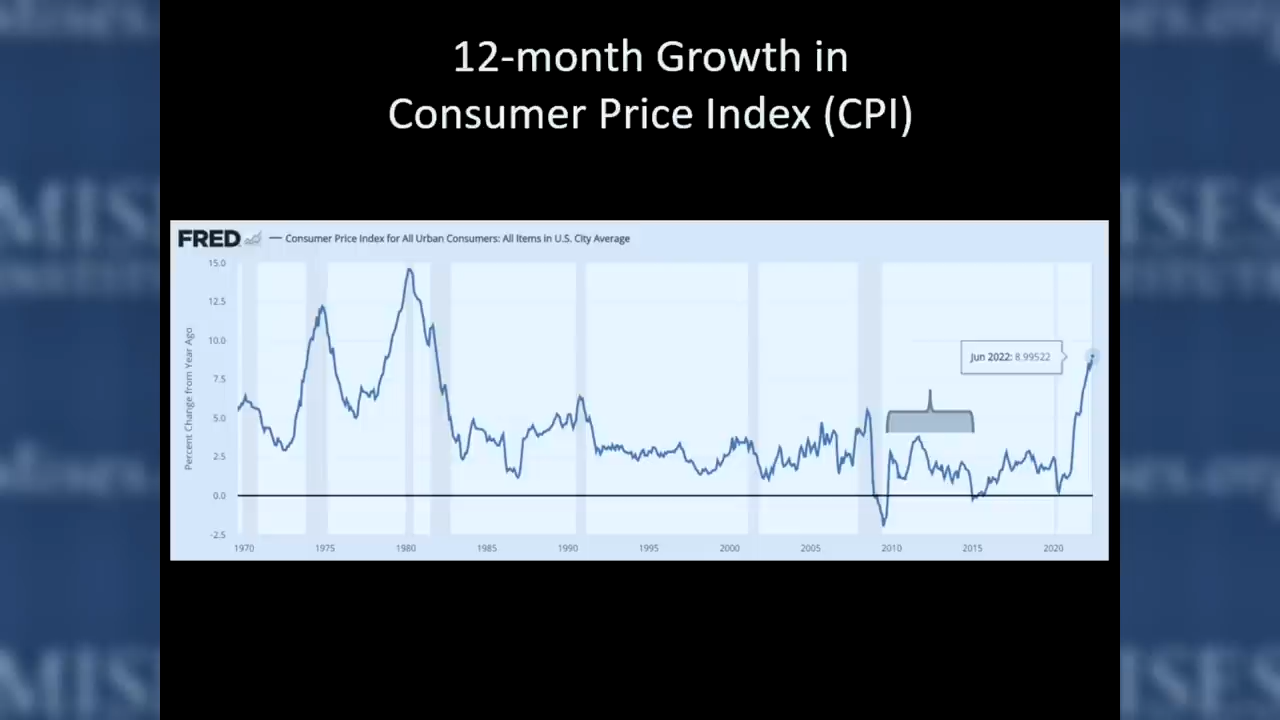 12-month Growth in
Consumer Price Index (CPI)
FRED
Consumer Price Index for All Urban Consumers: All Items in U.S. City Average
Percent Change from Year Ago
15.0
12.5
10.0
7.5
5.0
2.5
0.0
-2.5
Jun 2022: 8.99522
1970 1975 1980 1985 1990 1995 2000 2005 2010 2015 2020